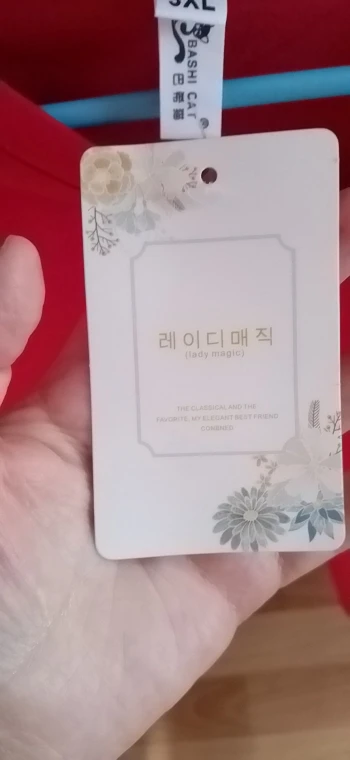 3XL
BASHI CAT
巴希猫
레이디매직
(lady magic)
THE CLASSICAL AND THE
FAVORITE, MY ELEGANT BEST FRIEND
COMBINED